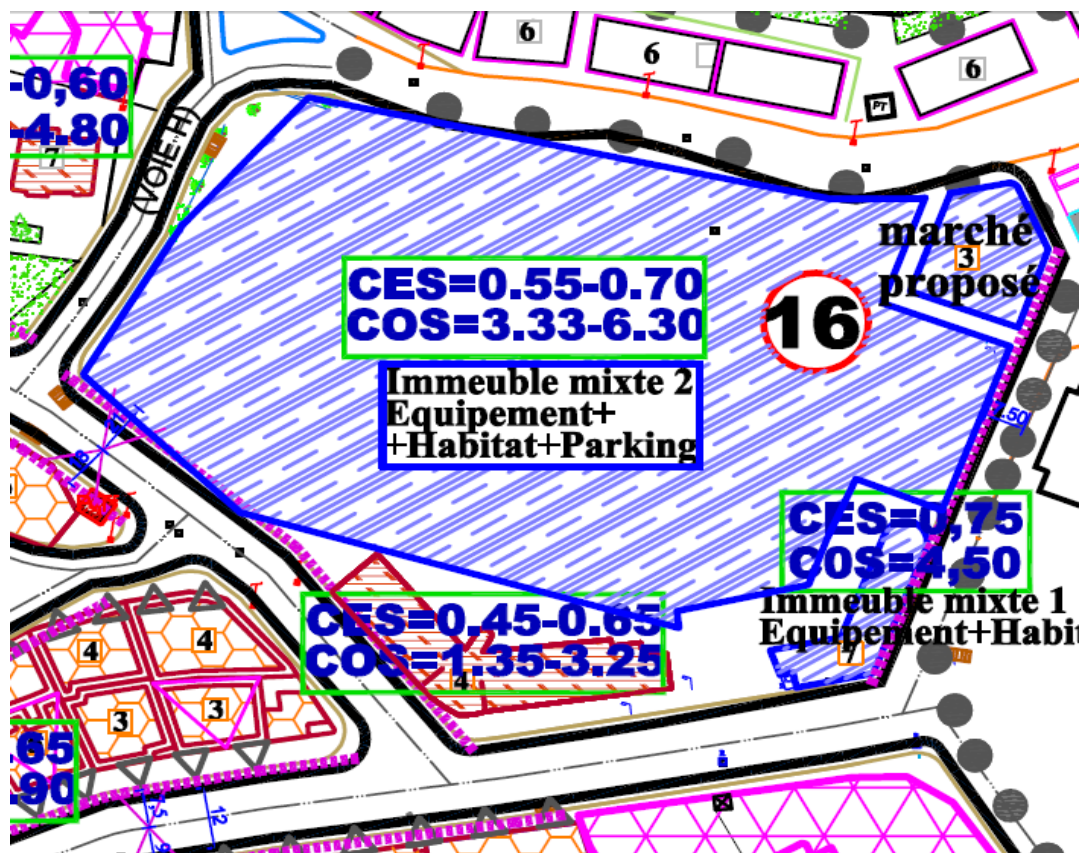 6
6
6
PT
-0,60
-4.80
7
(VOIE H)
marché
3
proposé
CES=0.55-0.70
COS=3.33-6.30
16
Immeuble mixte 2
Equipement+
+Habitat+Parking
.50
8
CES=0,75
C0S=4,50
Immeuble mixte 1
Equipement+Habit
7
CES=0.45-0.65
COS=1.35-3.25
4
4
4
3
3
.65
.90
12